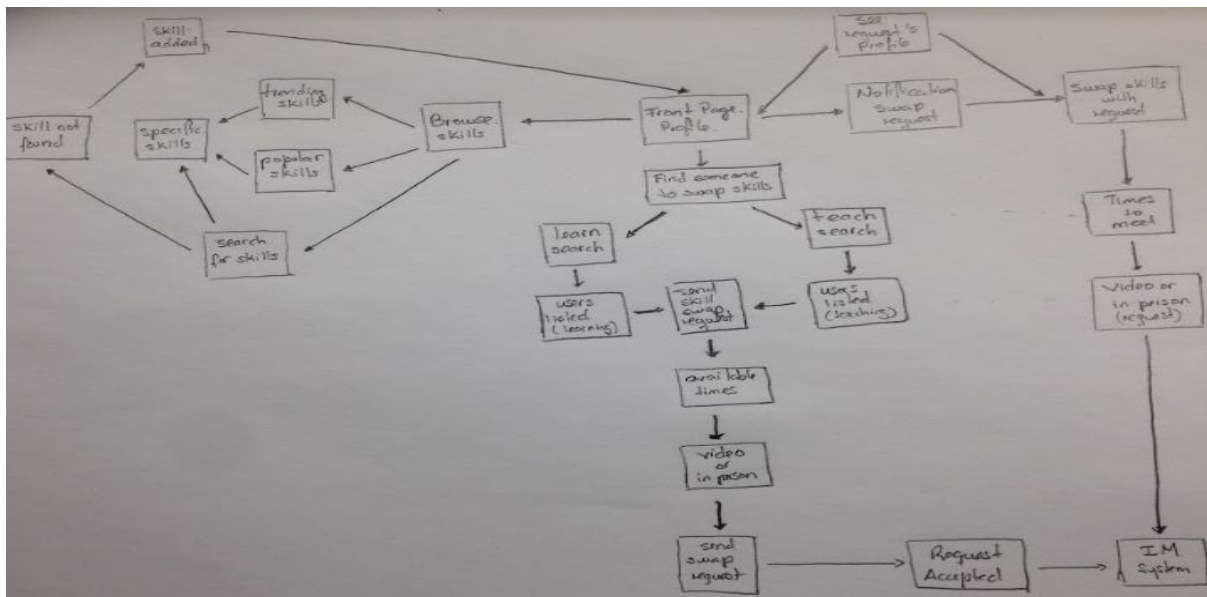 skill
added
see
request's
profile
trending
skills
Front Page.
Profile.
Notification
swap
request
swap skills
with
request
skill not
found
specific
skills
Browse.
skills
popular
skills
Find someone
to swap skills
search
for skills
learn
search
teach
search
Times
to
meet
users
listed
(learning)
send
skill
swap
request
users
listed
(teaching)
video or
in prison
(request)
available
times
video
or
in prison
send
swap
request
Request
Accepted
IM
System